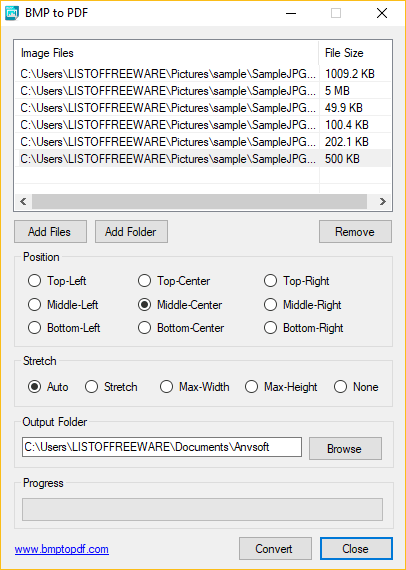 BMP to PDF
Image Files File Size
C:\Users\LISTOFFREEWARE\Pictures\sample\SampleJPG... 1009.2 KB
C:\Users\LISTOFFREEWARE\Pictures\sample\SampleJPG... 5 MB
C:\Users\LISTOFFREEWARE\Pictures\sample\SampleJPG... 49.9 KB
C:\Users\LISTOFFREEWARE\Pictures\sample\SampleJPG... 100.4 KB
C:\Users\LISTOFFREEWARE\Pictures\sample\SampleJPG... 202.1 KB
C:\Users\LISTOFFREEWARE\Pictures\sample\SampleJPG... 500 KB
Add Files Add Folder Remove
Position
Top-Left Top-Center Top-Right
Middle-Left Middle-Center Middle-Right
Bottom-Left Bottom-Center Bottom-Right
Stretch
Auto Stretch Max-Width Max-Height None
Output Folder
C:\Users\LISTOFFREEWARE\Documents\Anvsoft Browse
Progress
www.bmptopdf.com Convert Close